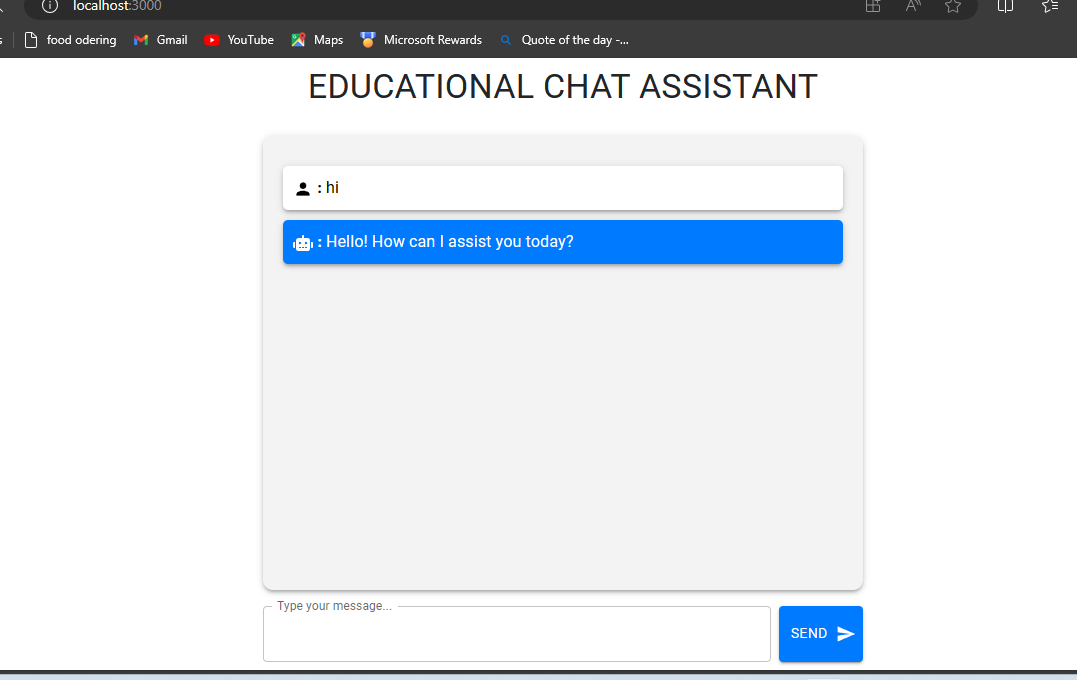 localhost:3000
food odering Gmail YouTube Maps Microsoft Rewards Quote of the day -...
EDUCATIONAL CHAT ASSISTANT
: hi
: Hello! How can I assist you today?
Type your message...
SEND